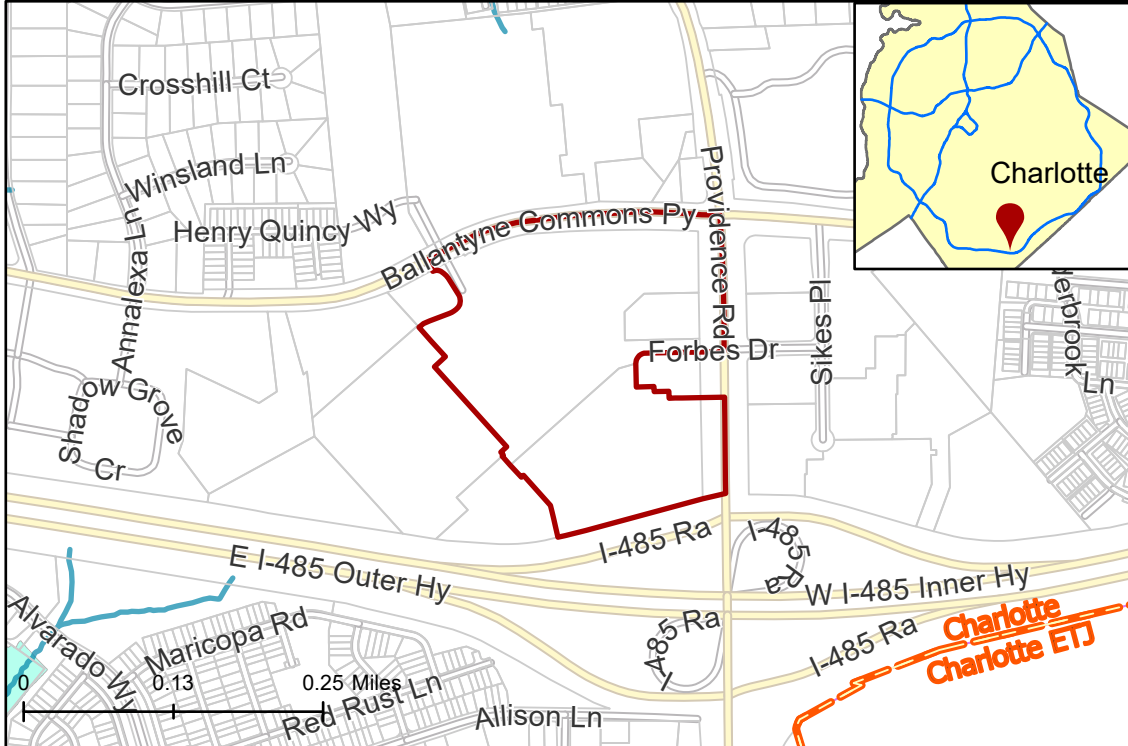 Crosshill Ct
Winsland Ln
Annalexa Ln
Henry Quincy Wy
Ballantyne Commons Py
Providence Rd
Charlotte
Forbes Dr
Sikes Pl
Ln
Shadow Grove
Cr
I-485 Ra
I-485 Ra
E I-485 Outer Hy
W I-485 Inner Hy
I-485 Ra
I-485 Ra
Charlotte
Charlotte ETJ
Alvarado Wy
Maricopa Rd
Red Rust Ln
Allison Ln
0 0.13 0.25 Miles